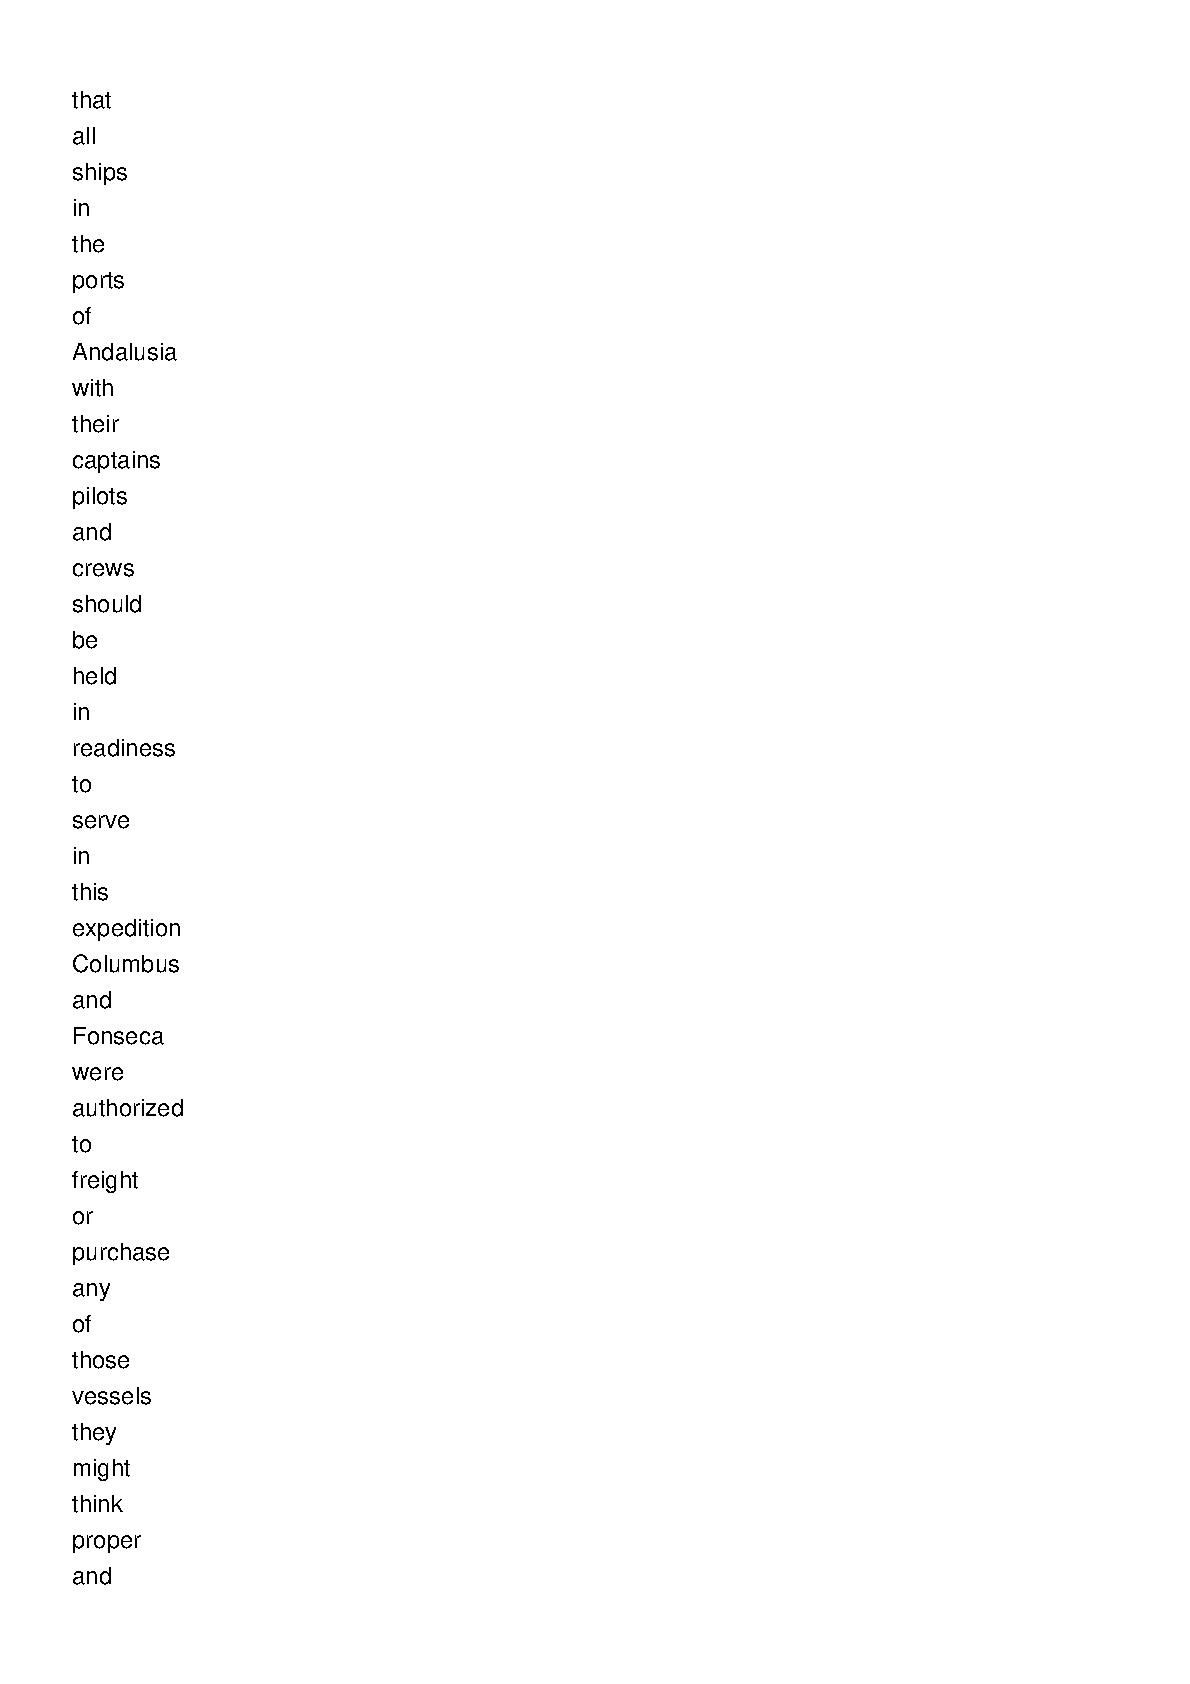 that
all
ships
in
the
ports
of
Andalusia
with
their
captains
pilots
and
crews
should
be
held
in
readiness
to
serve
in
this
expedition
Columbus
and
Fonseca
were
authorized
to
freight
or
purchase
any
of
those
vessels
they
might
think
proper
and